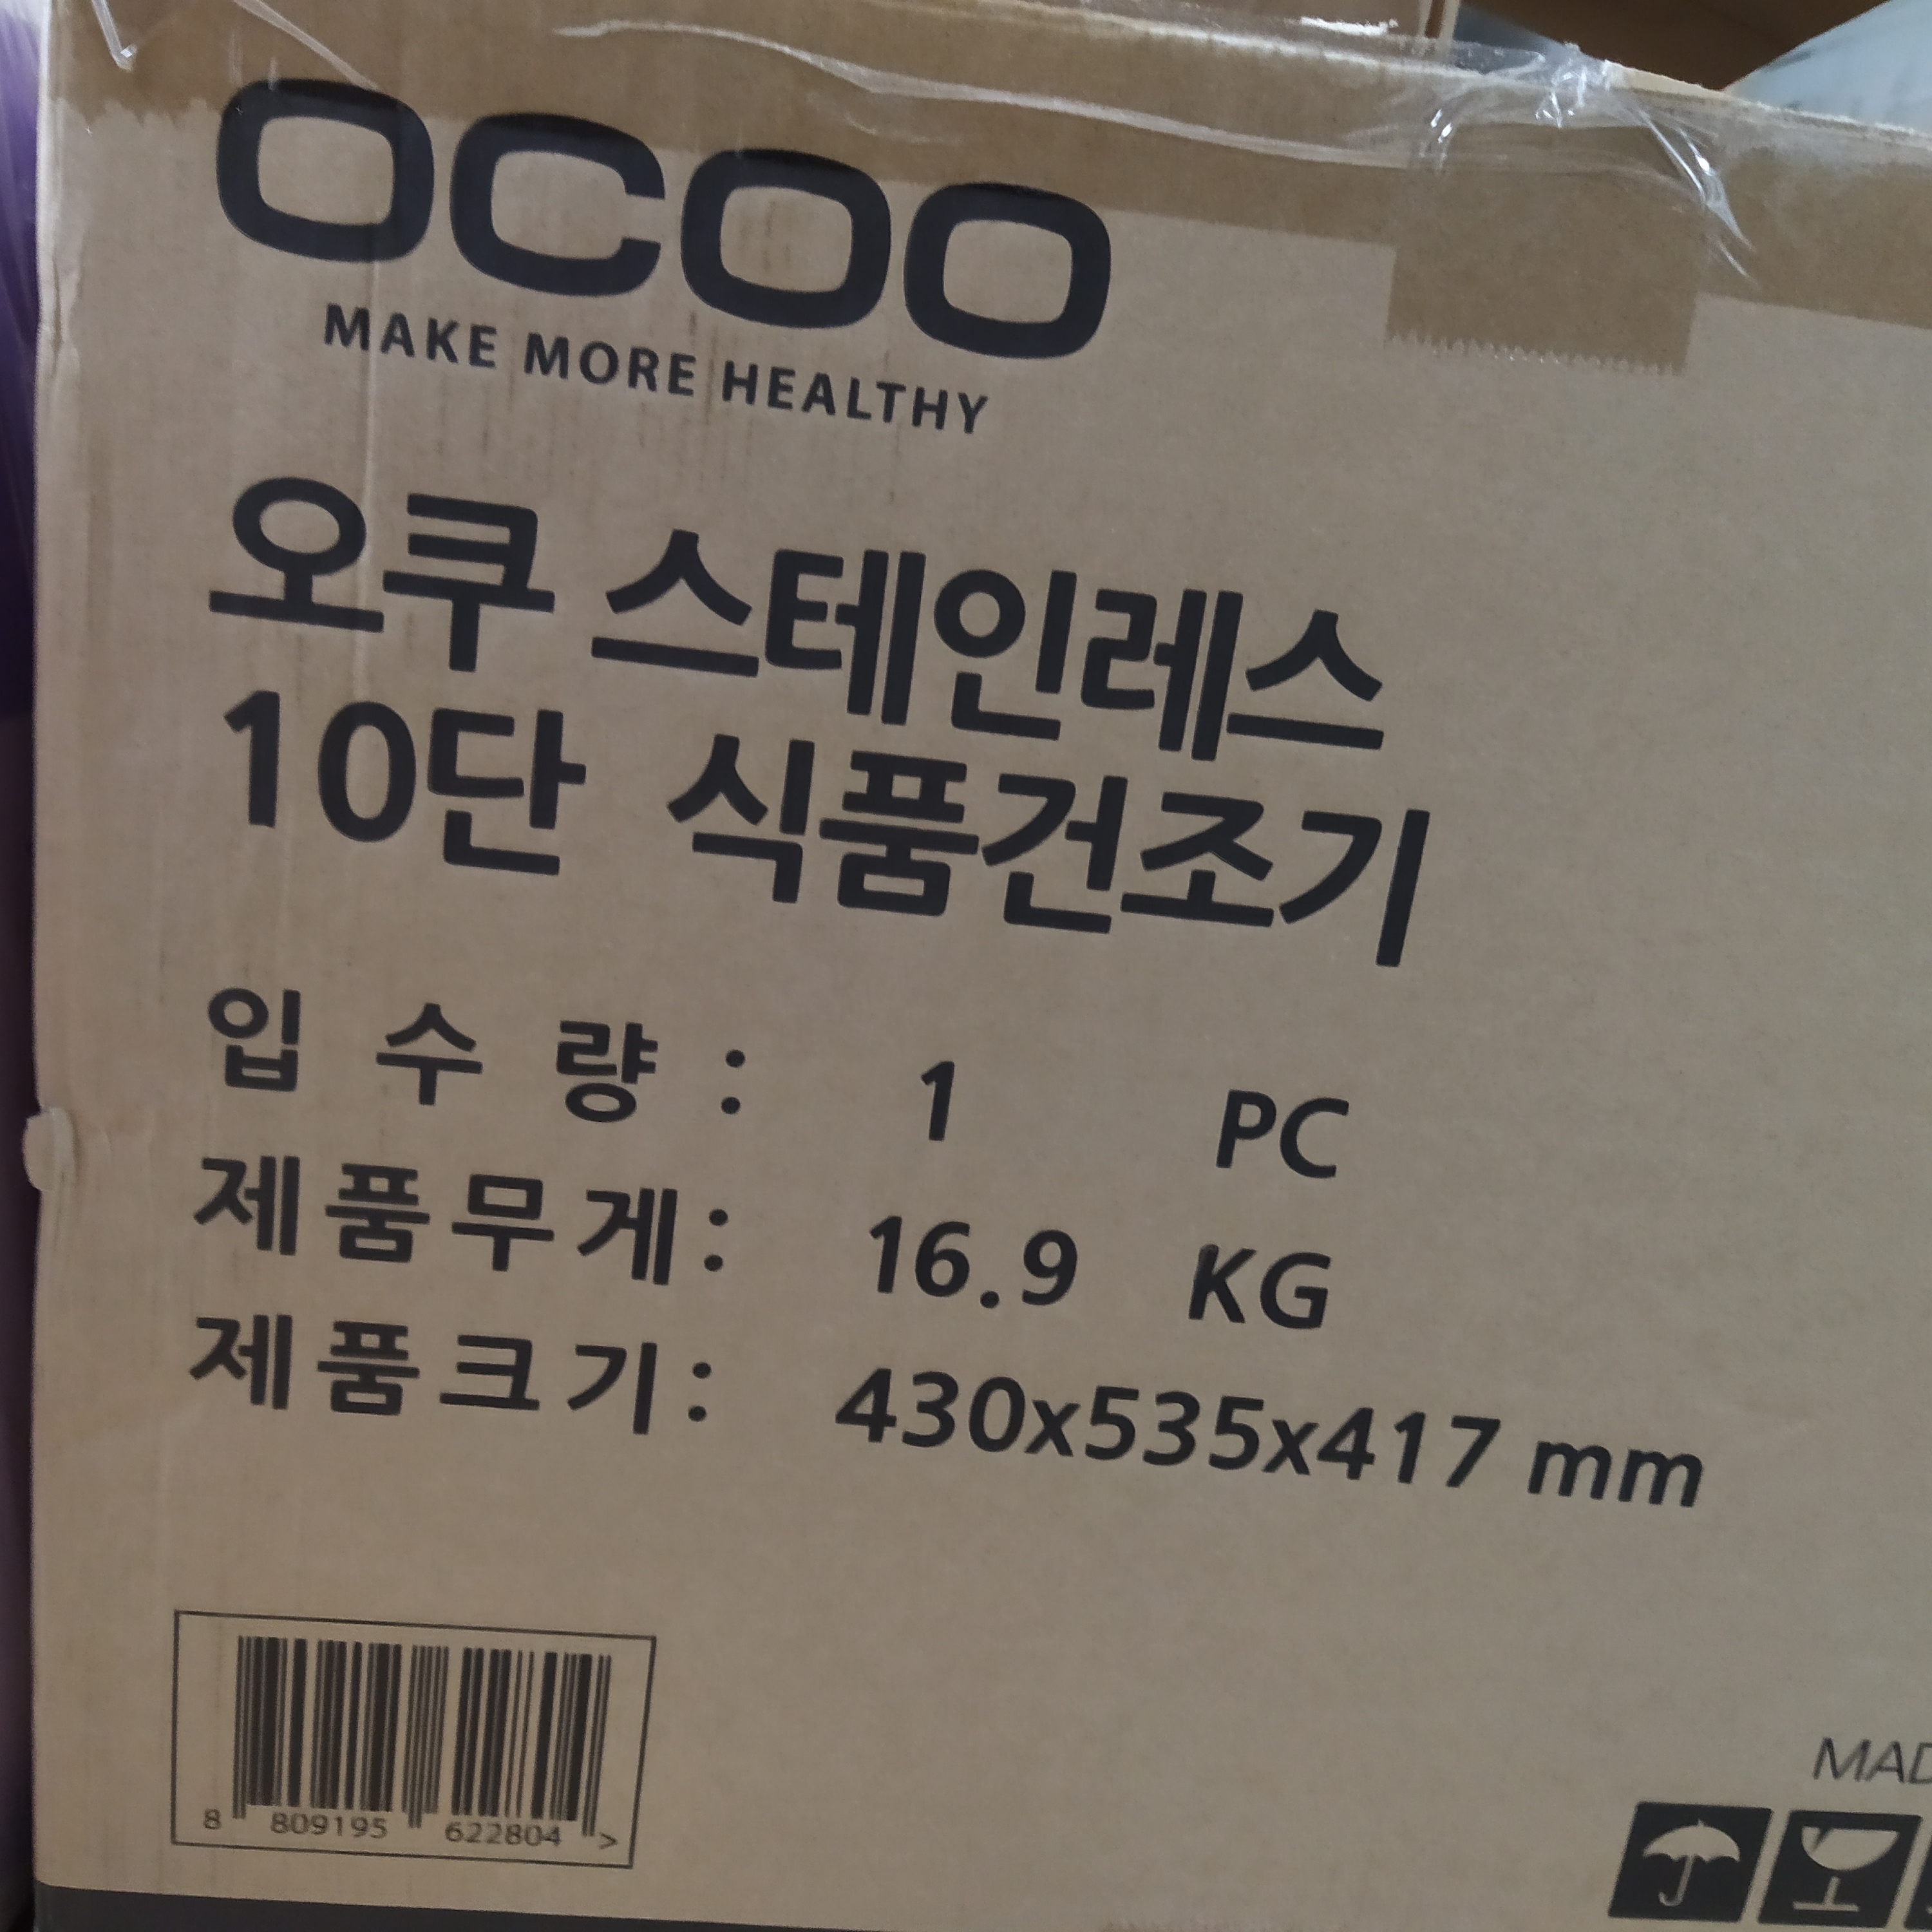 OCOO
MAKE MORE HEALTHY
오쿠 스테인레스
10단 식품건조기
입수량 : 1 PC
제품무게: 16.9 KG
제품크기: 430x535x417 mm
8 809195 622804 >